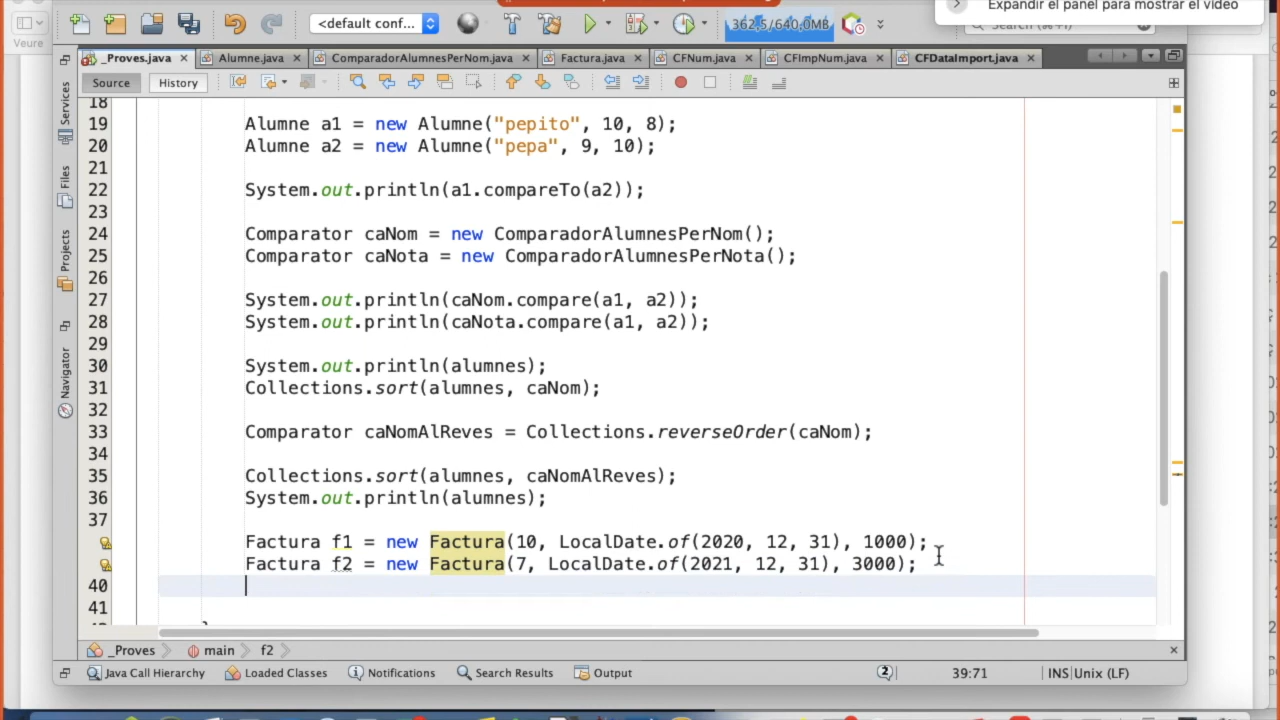 Expandir el panel para mostrar el vídeo
<default conf...
362,5/640,0MB
Search (⌘+I)
Veure
_Proves.java
Alumne.java
ComparadorAlumnesPerNom.java
Factura.java
CFNum.java
CFImpNum.java
CFDataImport.java
Source
History
Services
Files
Projects
Navigator
18
19 Alumne a1 = new Alumne("pepito", 10, 8);
20 Alumne a2 = new Alumne("pepa", 9, 10);
21
22 System.out.println(a1.compareTo(a2));
23
24 Comparator caNom = new ComparadorAlumnesPerNom();
25 Comparator caNota = new ComparadorAlumnesPerNota();
26
27 System.out.println(caNom.compare(a1, a2));
28 System.out.println(caNota.compare(a1, a2));
29
30 System.out.println(alumnes);
31 Collections.sort(alumnes, caNom);
32
33 Comparator caNomAlReves = Collections.reverseOrder(caNom);
34
35 Collections.sort(alumnes, caNomAlReves);
36 System.out.println(alumnes);
37
Factura f1 = new Factura(10, LocalDate.of(2020, 12, 31), 1000);
Factura f2 = new Factura(7, LocalDate.of(2021, 12, 31), 3000);
40
41
_Proves
main
f2
Java Call Hierarchy
Loaded Classes
Notifications
Search Results
Output
2
39:71
INS
Unix (LF)